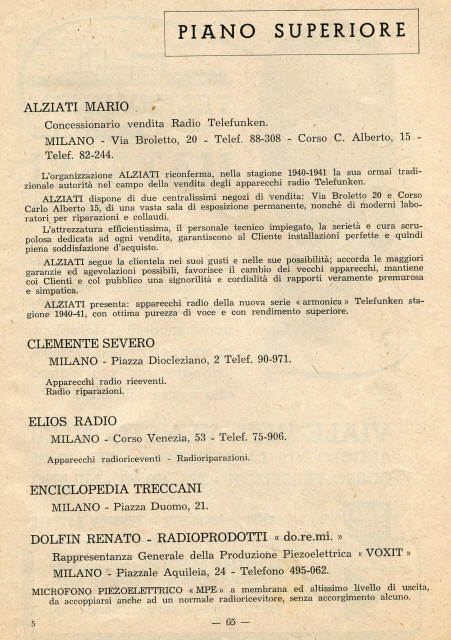 PIANO SUPERIORE
ALZIATI MARIO
Concessionario vendita Radio Telefunken.
MILANO - Via Broletto, 20 - Telef. 88-308 - Corso C. Alberto, 15 -
Telef. 82-244.
L'organizzazione ALZIATI riconferma, nella stagione 1940-1941 la sua ormai tradi-
zionale autorità nel campo della vendita degli apparecchi radio Telefunken.
ALZIATI dispone di due centralissimi negozi di vendita: Via Broletto 20 e Corso
Carlo Alberto 15, di una vasta sala di esposizione permanente, nonchè di moderni labo-
ratori per riparazioni e collaudi.
L'attrezzatura efficientissima, il personale tecnico impiegato, la serietà e cura scru-
polosa dedicata ad ogni vendita, garantiscono al Cliente installazioni perfette e quindi
piena soddisfazione d'acquisto.
ALZIATI segue la clientela nei suoi gusti e nelle sue possibilità; accorda le maggiori
garanzie ed agevolazioni possibili, favorisce il cambio dei vecchi apparecchi, mantiene
coi Clienti e col pubblico una signorilità e cordialità di rapporti veramente premurosa
e simpatica.
ALZIATI presenta: apparecchi radio della nuova serie « armonica » Telefunken sta-
gione 1940-41, con ottima purezza di voce e con rendimento superiore.
CLEMENTE SEVERO
MILANO - Piazza Diocleziano, 2 Telef. 90-971.
Apparecchi radio riceventi.
Radio riparazioni.
ELIOS RADIO
MILANO - Corso Venezia, 53 - Telef. 75-906.
Apparecchi radioriceventi - Radioriparazioni.
ENCICLOPEDIA TRECCANI
MILANO - Piazza Duomo, 21.
DOLFIN RENATO - RADIOPRODOTTI « do.re.mi. »
Rappresentanza Generale della Produzione Piezoelettrica « VOXIT »
MILANO - Piazzale Aquileia, 24 - Telefono 495-062.
MICROFONO PIEZOELETTRICO « MPE » a membrana ed altissimo livello di uscita,
da accoppiarsi anche ad un normale radioricevitore, senza accorgimento alcuno.
5 — 65 —